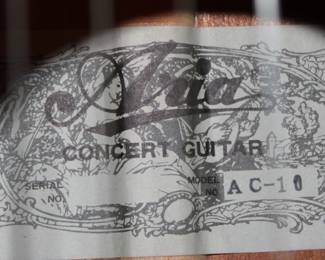 Aria
CONCERT GUITAR
SERIAL NO. MODEL NO AC-10